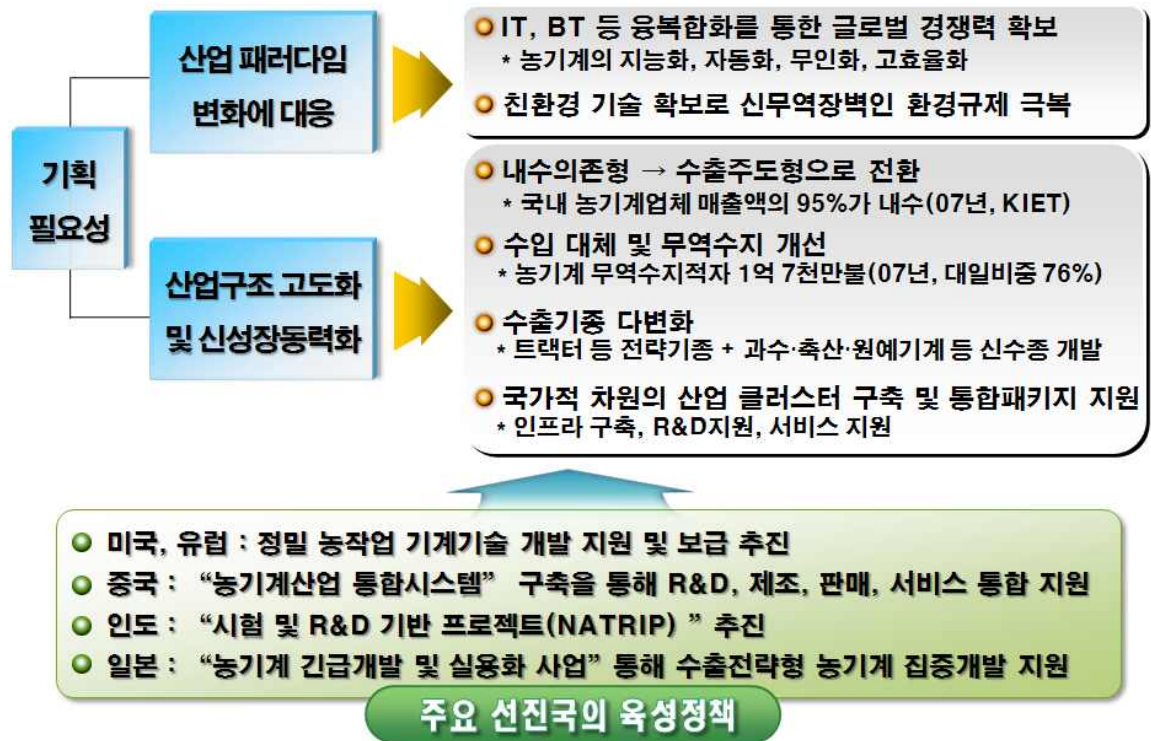 기획
필요성
산업 패러다임
변화에 대응
IT, BT 등 융복합화를 통한 글로벌 경쟁력 확보
* 농기계의 지능화, 자동화, 무인화, 고효율화
친환경 기술 확보로 신무역장벽인 환경규제 극복
산업구조 고도화
및 신성장동력화
내수의존형 → 수출주도형으로 전환
* 국내 농기계업체 매출액의 95%가 내수(07년, KIET)
수입 대체 및 무역수지 개선
* 농기계 무역수지적자 1억 7천만불(07년, 대일비중 76%)
수출기종 다변화
* 트랙터 등 전략기종 + 과수·축산·원예기계 등 신수종 개발
국가적 차원의 산업 클러스터 구축 및 통합패키지 지원
* 인프라 구축, R&D지원, 서비스 지원
미국, 유럽 : 정밀 농작업 기계기술 개발 지원 및 보급 추진
중국 : “농기계산업 통합시스템” 구축을 통해 R&D, 제조, 판매, 서비스 통합 지원
인도 : “시험 및 R&D 기반 프로젝트(NATRIP) ”추진
일본 : “농기계 긴급개발 및 실용화 사업”통해 수출전략형 농기계 집중개발 지원
주요 선진국의 육성정책